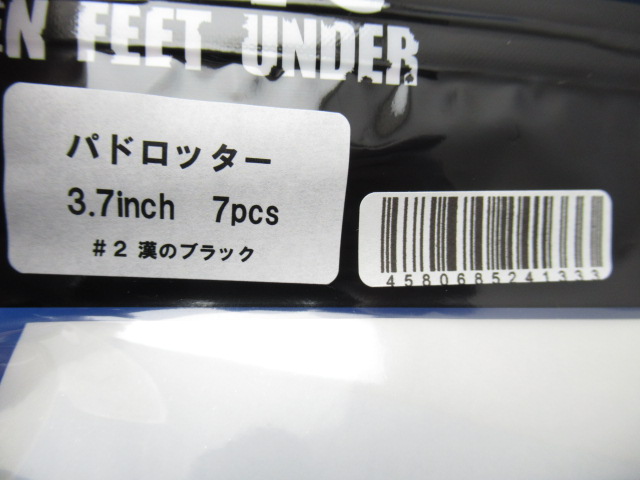 FEET UNDER
パドロッター
3.7inch 7pcs
#2 漢のブラック
4580685241333